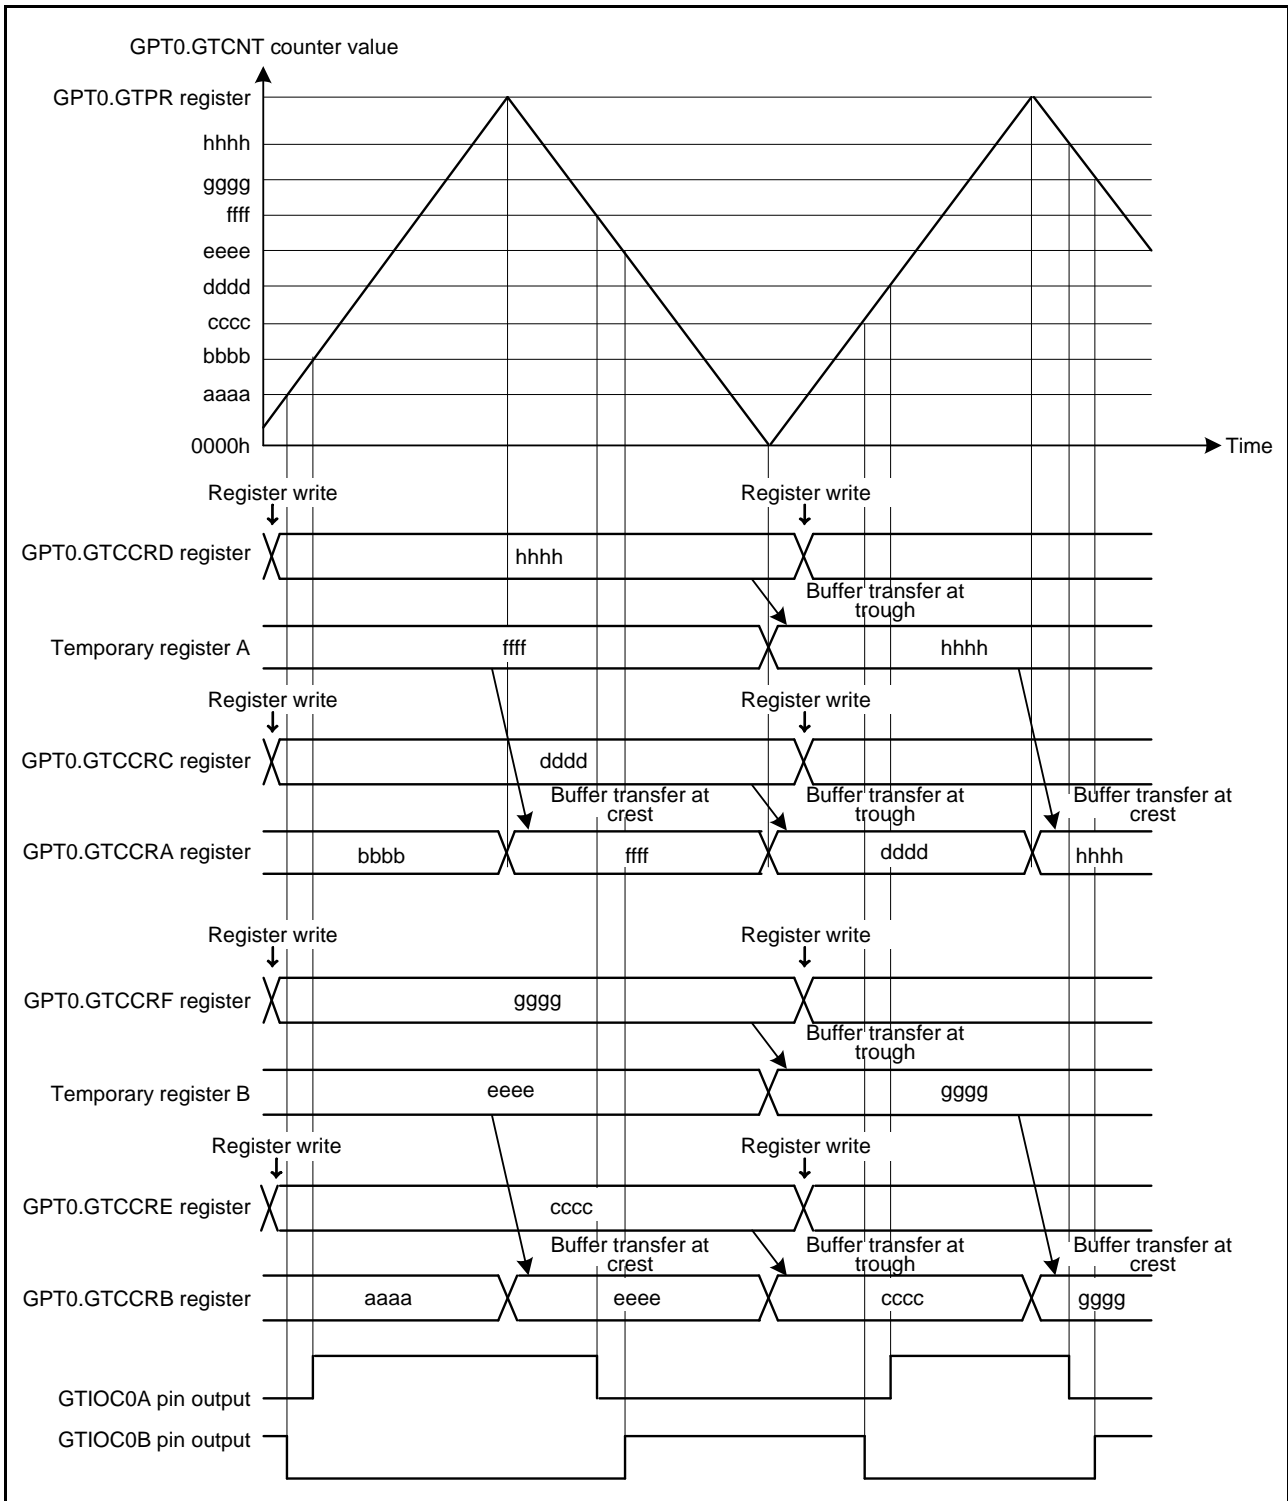 GPT0.GTCNT counter value
GPT0.GTPR register
hhhh
gggg
ffff
eeee
dddd
cccc
bbbb
aaaa
0000h
Time
Register write
Register write
GPT0.GTCCRD register
hhhh
Buffer transfer at
trough
Temporary register A
ffff
hhhh
Register write
Register write
GPT0.GTCCRC register
dddd
Buffer transfer at
crest
Buffer transfer at
trough
Buffer transfer at
crest
GPT0.GTCCRA register
bbbb
ffff
dddd
hhhh
Register write
Register write
GPT0.GTCCRF register
gggg
Buffer transfer at
trough
Temporary register B
eeee
gggg
Register write
Register write
GPT0.GTCCRE register
cccc
Buffer transfer at
crest
Buffer transfer at
trough
Buffer transfer at
crest
GPT0.GTCCRB register
aaaa
eeee
cccc
gggg
GTIOC0A pin output
GTIOC0B pin output